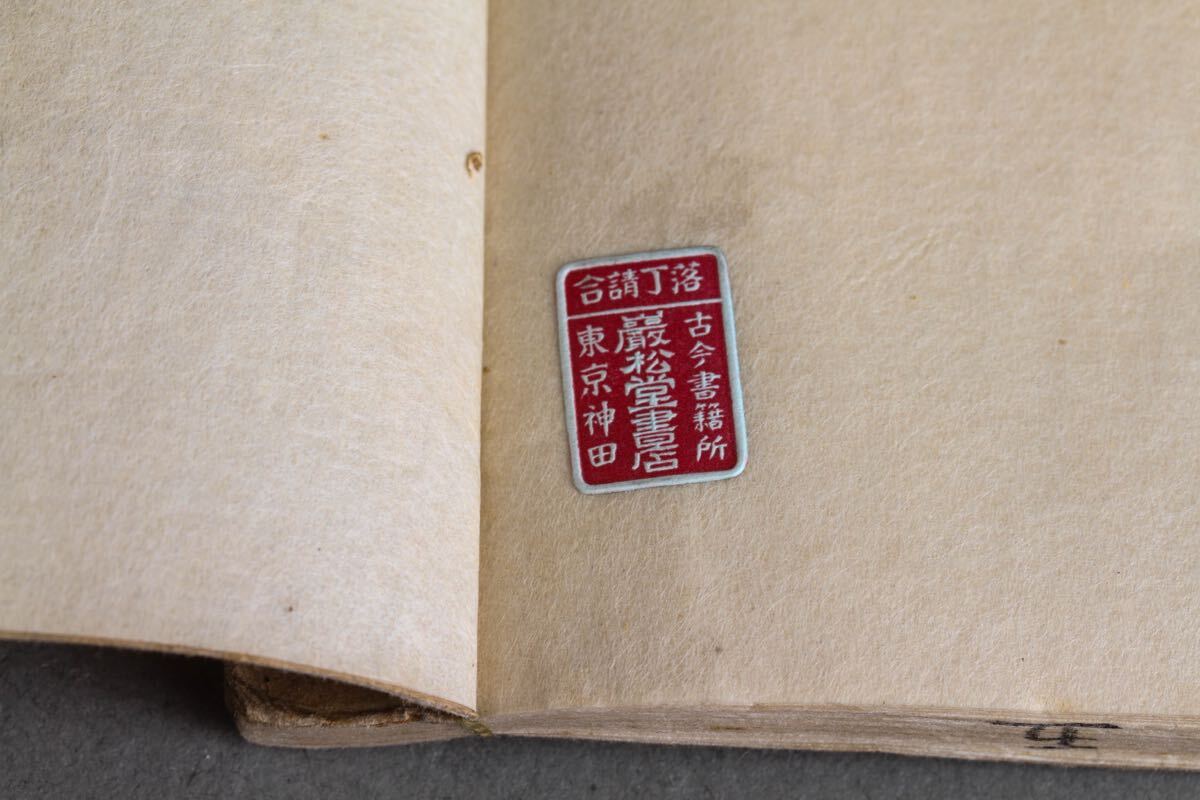 落丁請合
古今書籍所
巖松堂書店
東京神田